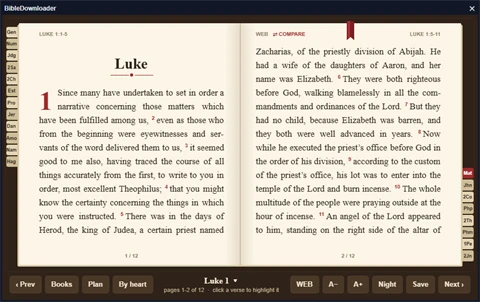 BibleDownloader
×
LUKE 1:1-5
WEB ⇄ COMPARE
LUKE 1:5-11
Gen
Num
Jdg
2Sa
2Ch
Est
Pro
Jer
Dan
Amo
Nam
Hag
Luke
1 Since many have undertaken to set in order a
narrative concerning those matters which
have been fulfilled among us, 2 even as those who
from the beginning were eyewitnesses and ser-
vants of the word delivered them to us, 3 it seemed
good to me also, having traced the course of all
things accurately from the first, to write to you in
order, most excellent Theophilus; 4 that you might
know the certainty concerning the things in which
you were instructed. 5 There was in the days of
Herod, the king of Judea, a certain priest named
1 / 12
Zacharias, of the priestly division of Abijah. He
had a wife of the daughters of Aaron, and her
name was Elizabeth. 6 They were both righteous
before God, walking blamelessly in all the com-
mandments and ordinances of the Lord. 7 But they
had no child, because Elizabeth was barren, and
they both were well advanced in years. 8 Now
while he executed the priest's office before God in
the order of his division, 9 according to the custom
of the priest's office, his lot was to enter into the
temple of the Lord and burn incense. 10 The whole
multitude of the people were praying outside at the
hour of incense. 11 An angel of the Lord appeared
to him, standing on the right side of the altar of
2 / 12
Mat
Jhn
2Co
Php
2Th
Phm
1Pe
2Jn
‹ Prev
Books
Plan
By heart
Luke 1 ▾
pages 1-2 of 12 · click a verse to highlight it
WEB
A−
A+
Night
Save
Next ›